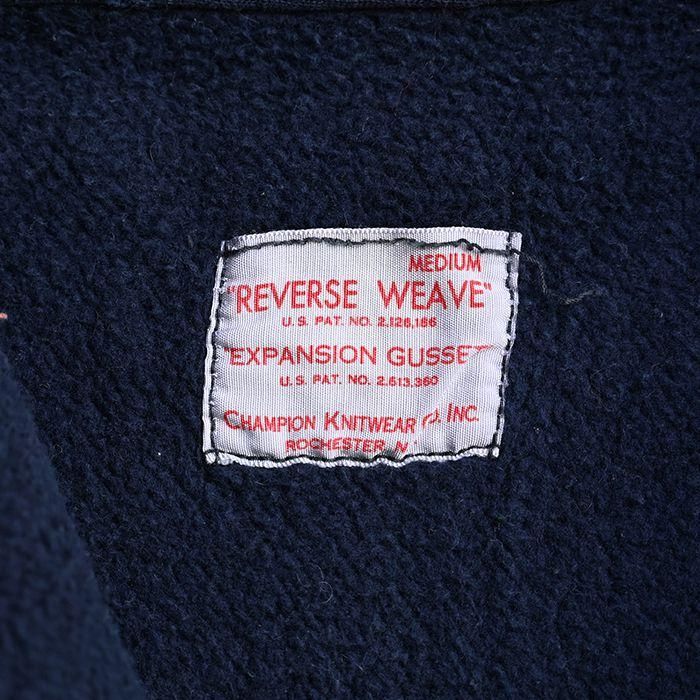 MEDIUM
"REVERSE WEAVE"
U.S. PAT. NO. 2,126,186
"EXPANSION GUSSET
U.S. PAT. NO. 2,613,360
CHAMPION KNITWEAR CO. INC.
ROCHESTER, N